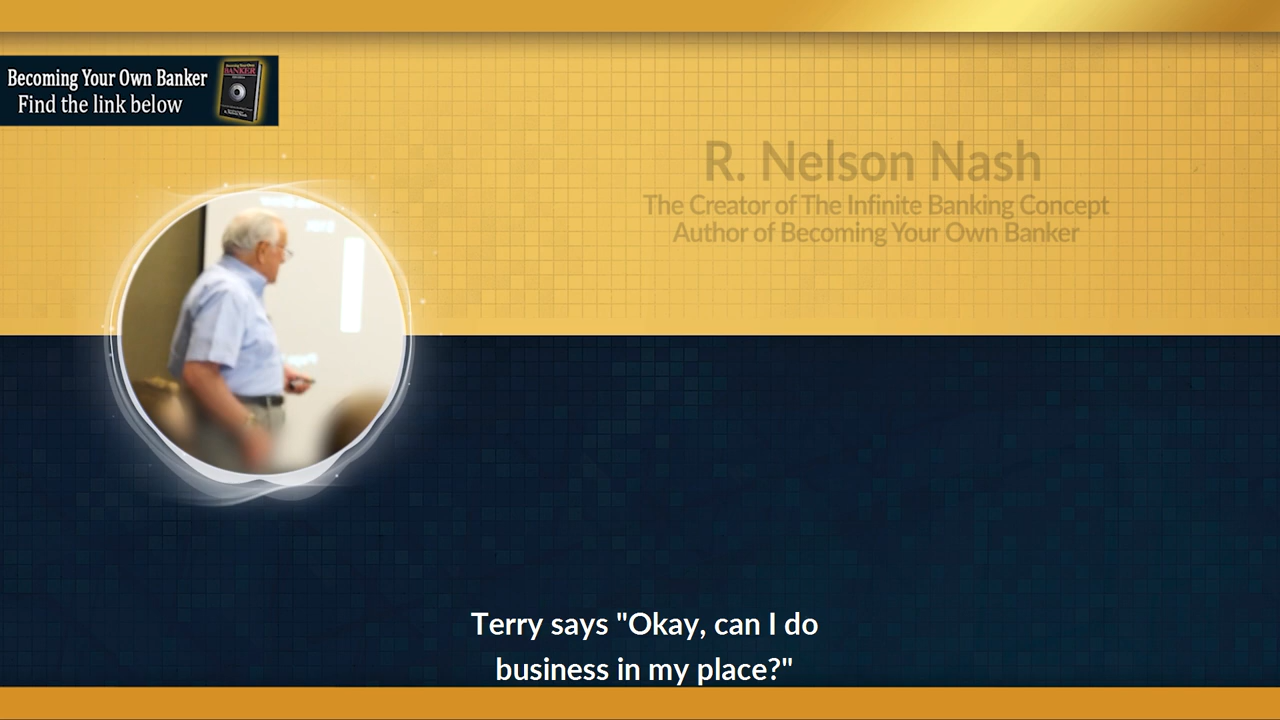 Becoming Your Own Banker
Find the link below
R. Nelson Nash
The Creator of The Infinite Banking Concept
Author of Becoming Your Own Banker
Terry says "Okay, can I do
business in my place?"